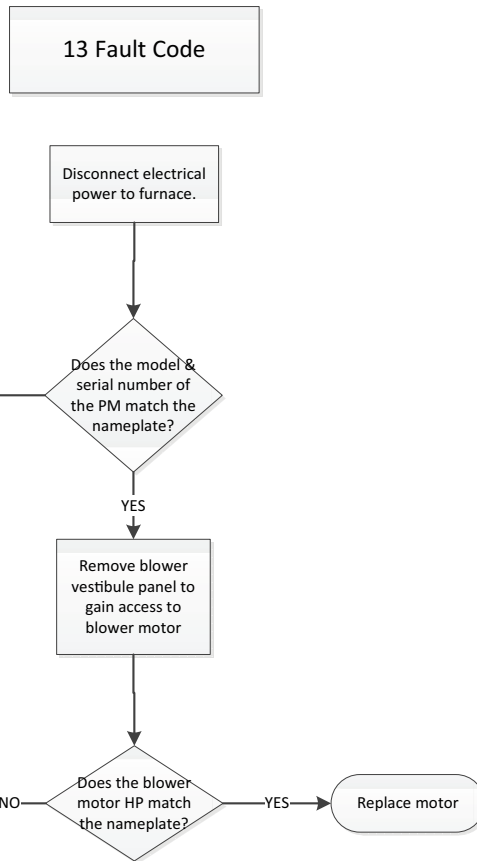 13 Fault Code
Disconnect electrical
power to furnace.
Does the model &
serial number of
the PM match the
nameplate?
YES
Remove blower
vestibule panel to
gain access to
blower motor
Does the blower
motor HP match
the nameplate?
NO
YES
Replace motor